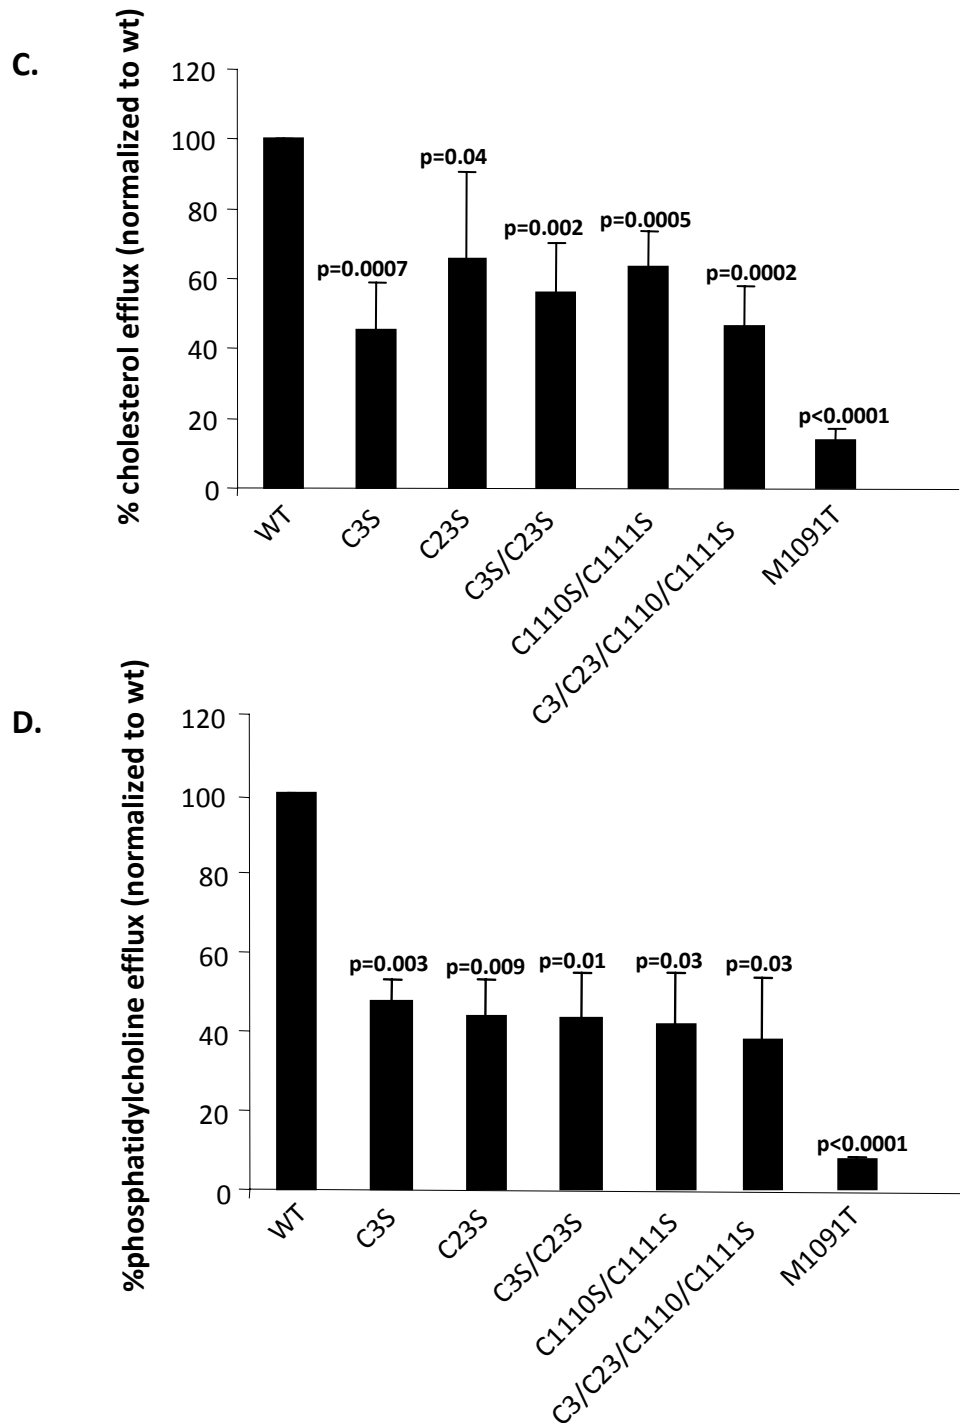 C.
% cholesterol efflux (normalized to wt)
120
100
80
60
40
20
0
p=0.0007
p=0.04
p=0.002
p=0.0005
p=0.0002
p<0.0001
WT
C3S
C23S
C3S/C23S
C1110S/C1111S
C3/C23/C1110/C1111S
M1091T
D.
%phosphatidylcholine efflux (normalized to wt)
120
100
80
60
40
20
0
p=0.003
p=0.009
p=0.01
p=0.03
p=0.03
p<0.0001
WT
C3S
C23S
C3S/C23S
C1110S/C1111S
C3/C23/C1110/C1111S
M1091T